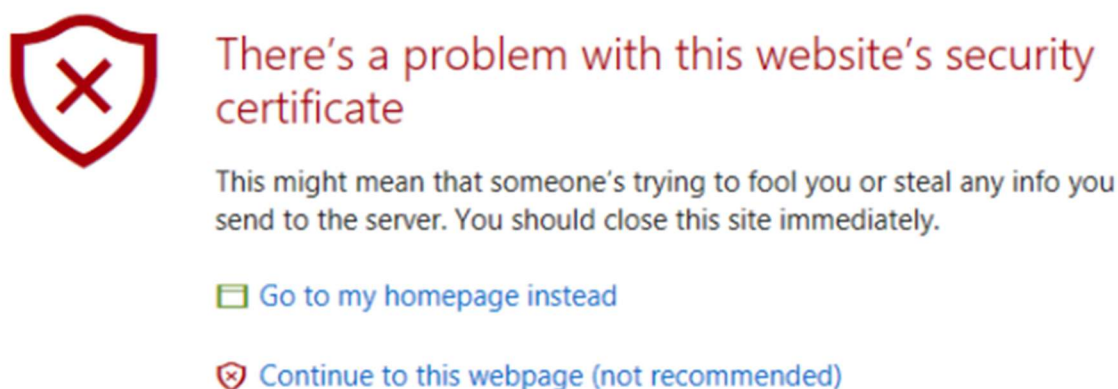 There's a problem with this website's security
certificate
This might mean that someone's trying to fool you or steal any info you
send to the server. You should close this site immediately.
Go to my homepage instead
Continue to this webpage (not recommended)